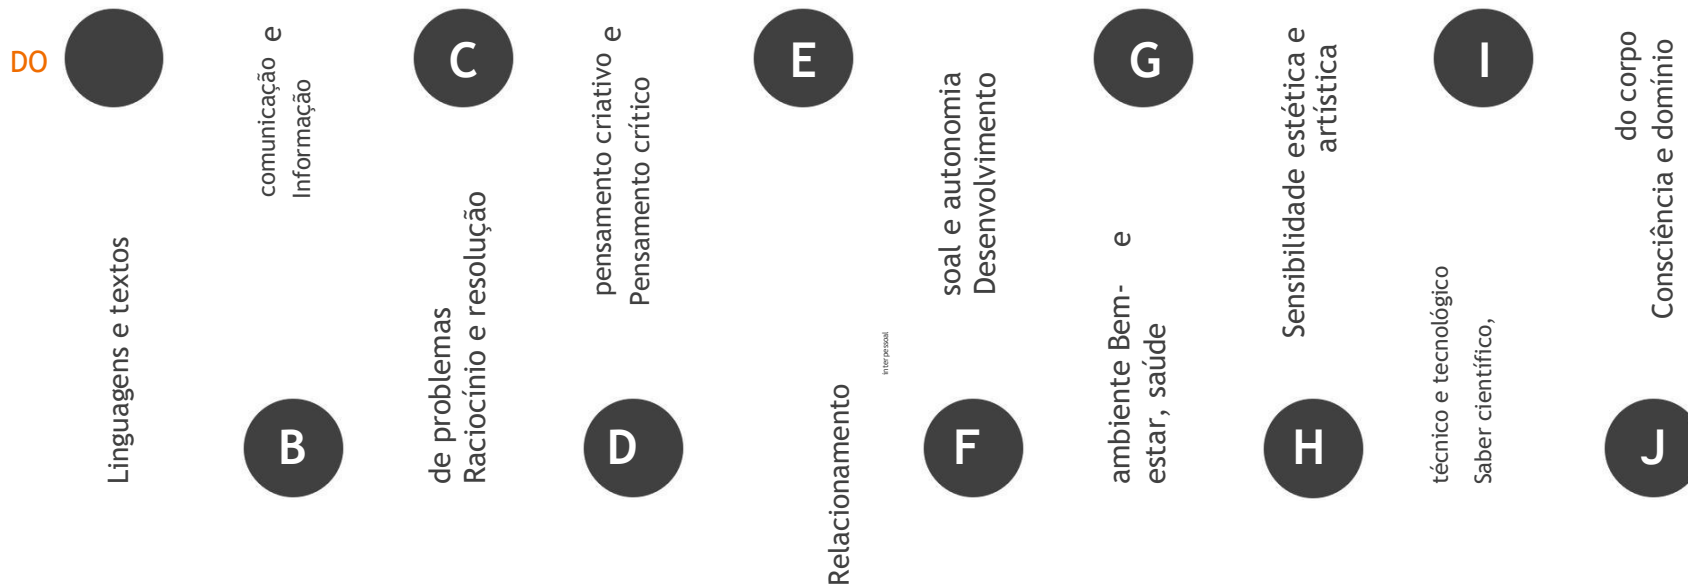 DO
Linguagens e textos
comunicação e
Informação
B
C
de problemas
Raciocínio e resolução
pensamento criativo e
Pensamento crítico
D
E
Relacionamento
interpessoal
soal e autonomia
Desenvolvimento
F
G
ambiente Bem- e
estar, saúde
Sensibilidade estética e
artística
H
I
técnico e tecnológico
Saber científico,
do corpo
Consciência e domínio
J